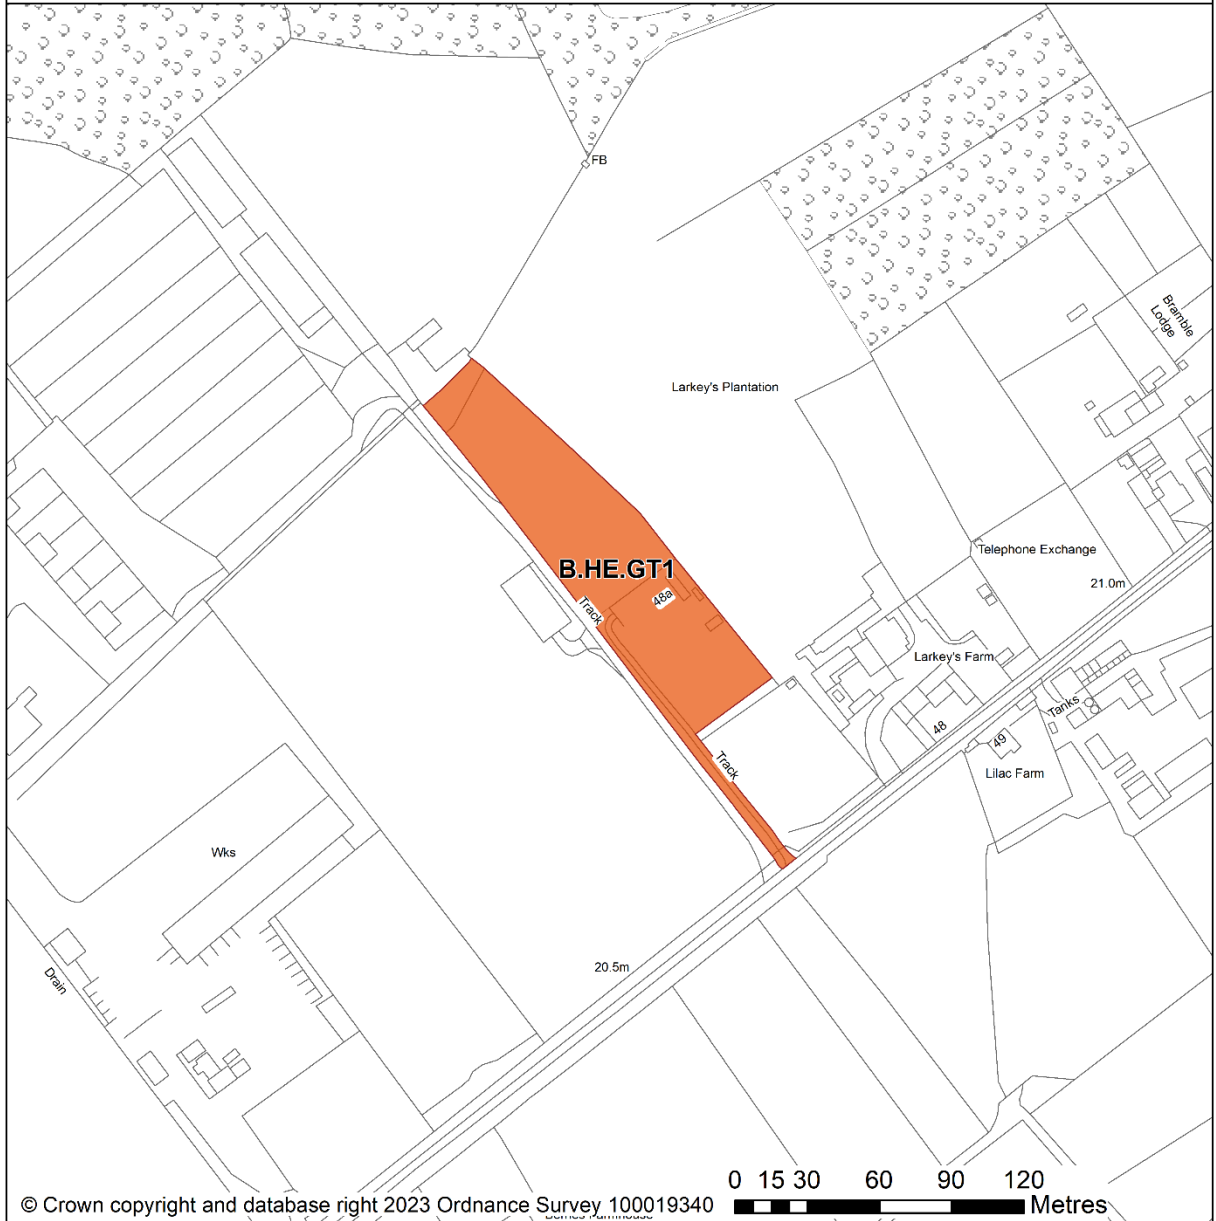 FB
Bramble
Lodge
Larkey's Plantation
Telephone Exchange
21.0m
B.HE.GT1
48a
Track
Larkey's Farm
48
Tanks
49
Lilac Farm
Track
Wks
20.5m
Drain
0 15 30 60 90 120
Metres
© Crown copyright and database right 2023 Ordnance Survey 100019340